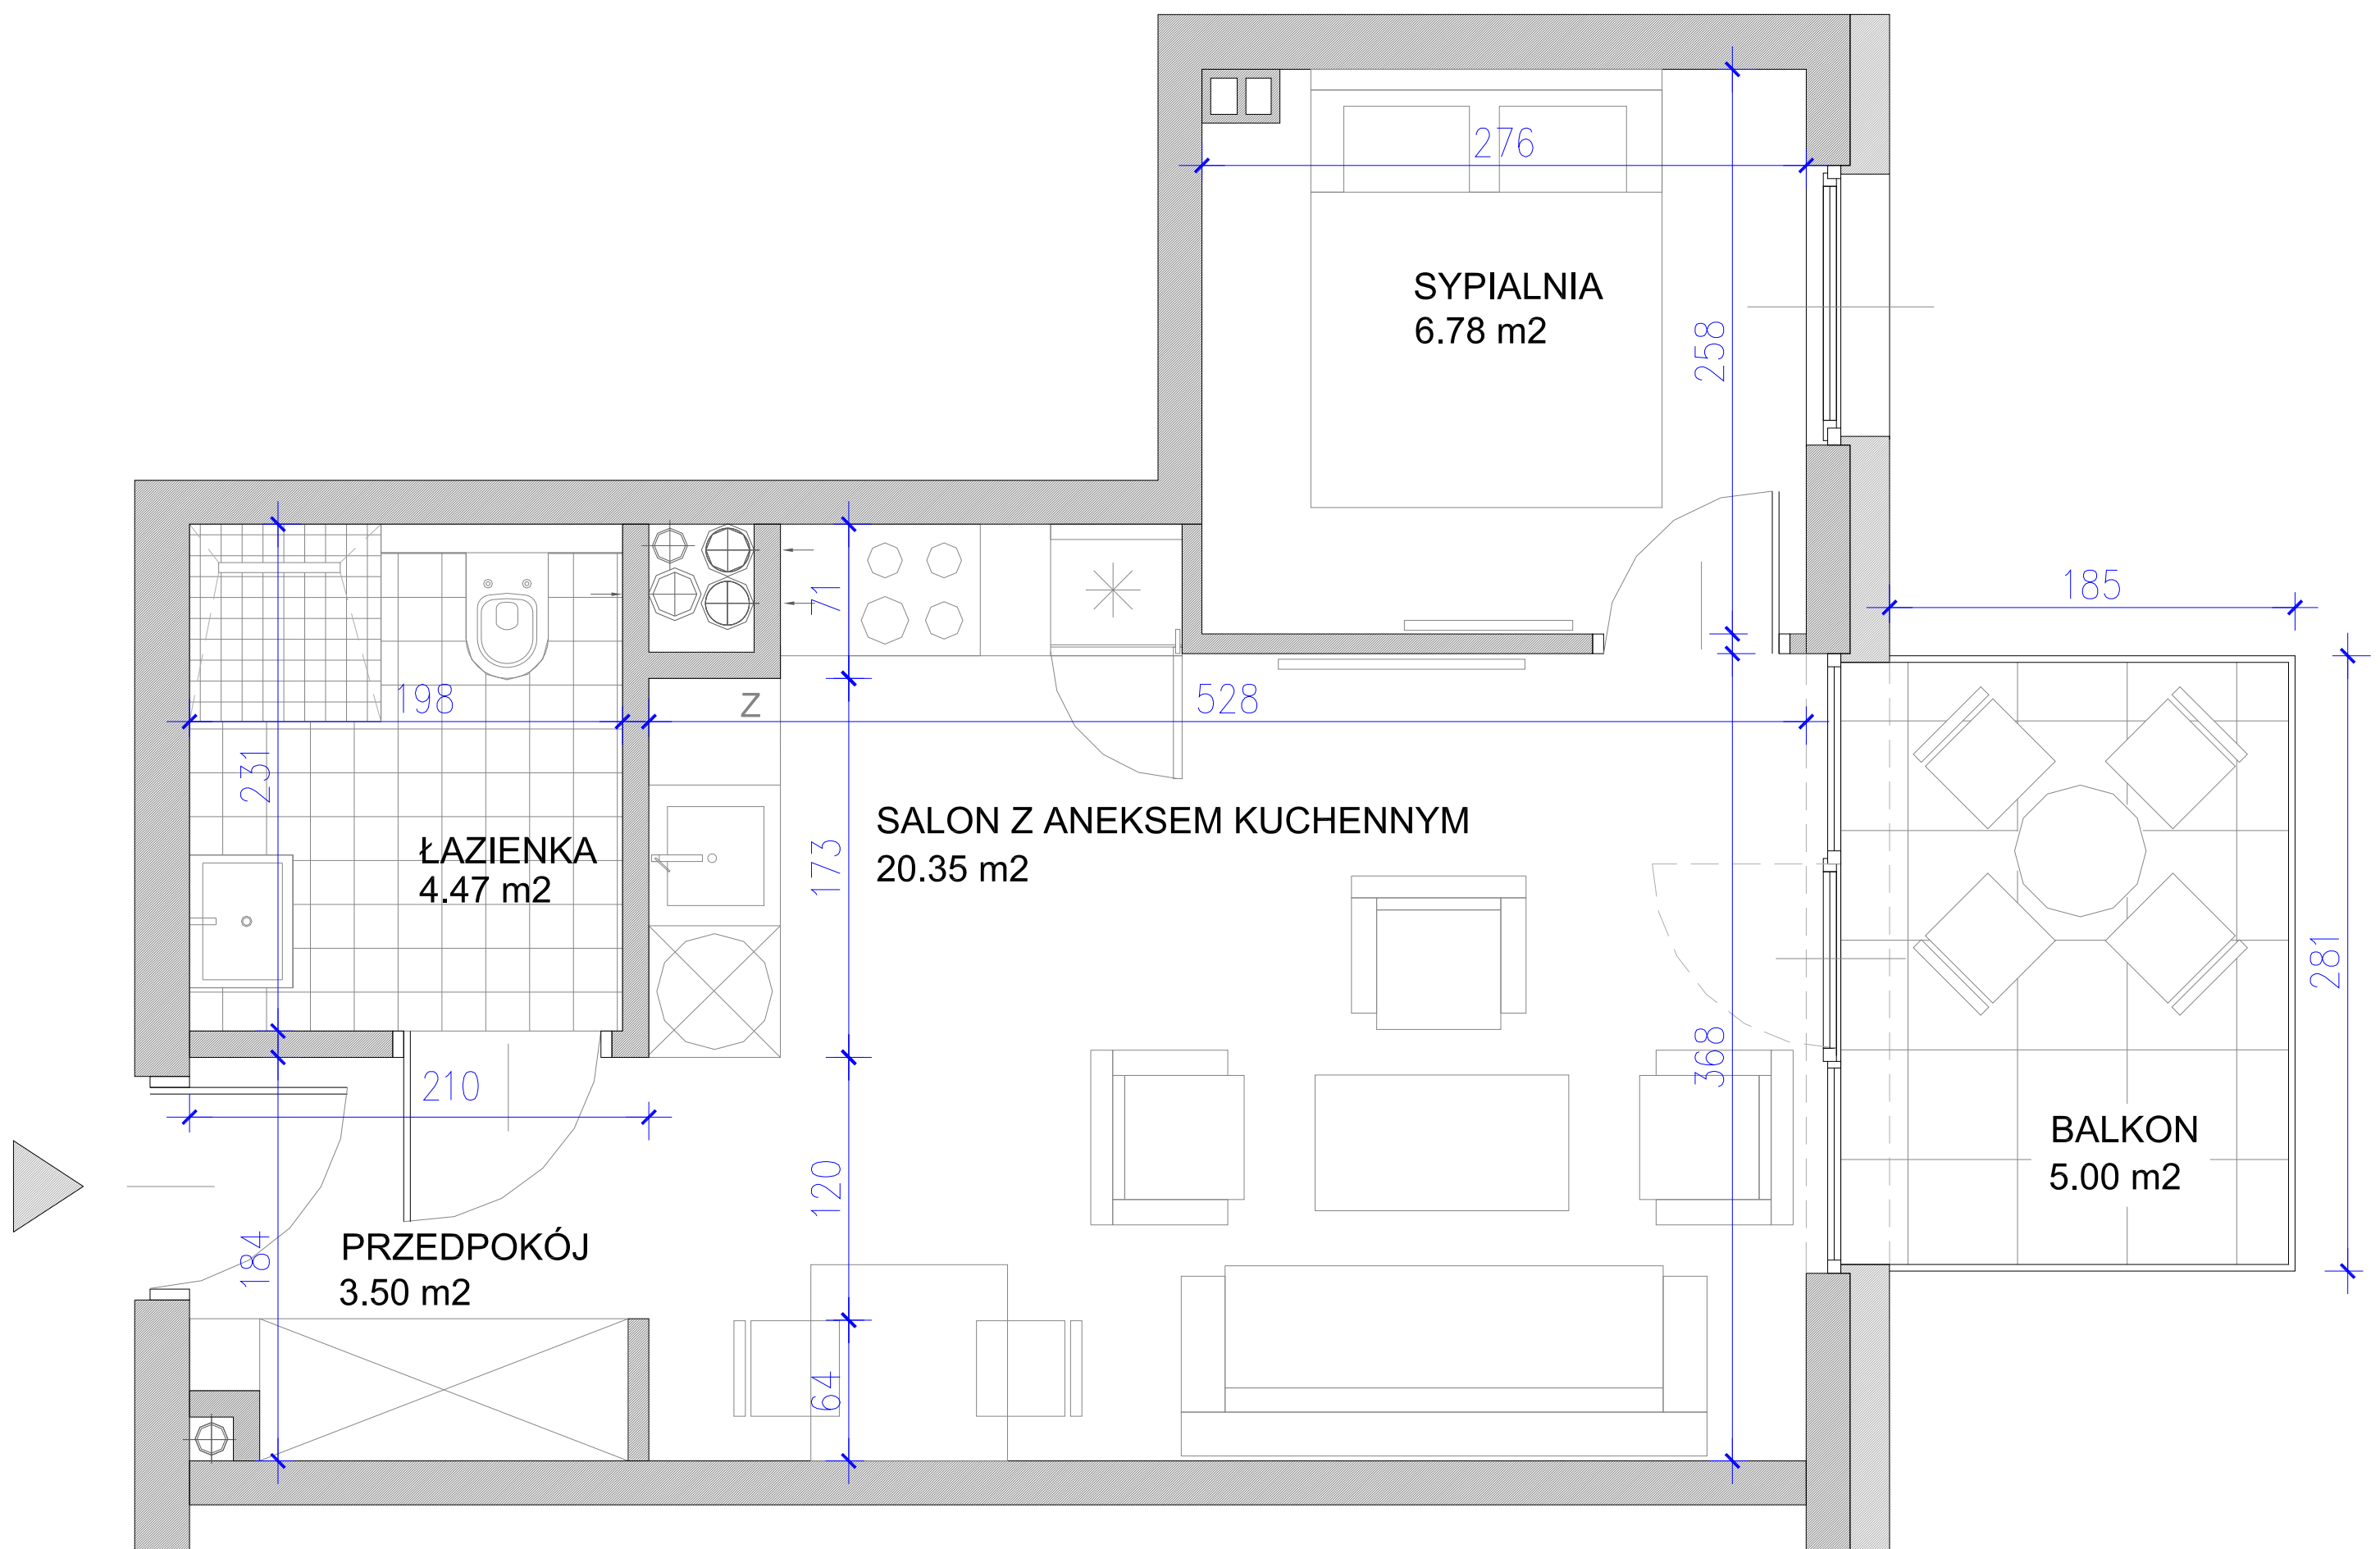 276
SYPIALNIA
6.78 m2
258
185
71
198
Z
528
231
173
SALON Z ANEKSEM KUCHENNYM
20.35 m2
ŁAZIENKA
4.47 m2
281
368
210
BALKON
5.00 m2
120
184
PRZEDPOKÓJ
3.50 m2
64